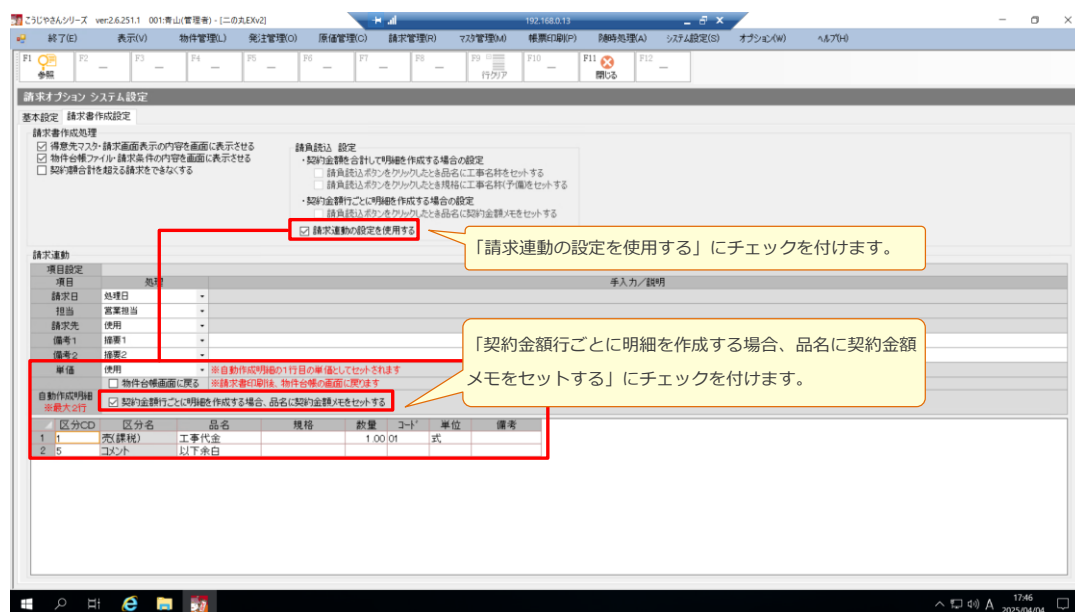 こうじやさんシリーズ ver.2.6.251.1 001:青山(管理者) - [二の丸EXv2]
192.168.0.13
終了(E) 表示(V) 物件管理(L) 発注管理(O) 原価管理(C) 請求管理(R) マスタ管理(M) 帳票印刷(P) 随時処理(A) システム設定(S) オプション(W) ヘルプ(H)
F1 F2 F3 F4 F5 F6 F7 F8 F9 F10 F11 F12
参照 行クリア 閉じる
請求オプション システム設定
基本設定 請求書作成設定
請求書作成処理
得意先マスタ・請求画面表示の内容を画面に表示させる
物件台帳ファイル・請求条件の内容を画面に表示させる
契約額合計を超える請求をできなくする
請負読込 設定
・契約金額を合計して明細を作成する場合の設定
請負読込ボタンをクリックしたとき品名に工事名称をセットする
請負読込ボタンをクリックしたとき規格に工事名称(予備)をセットする
・契約金額行ごとに明細を作成する場合の設定
請負読込ボタンをクリックしたとき品名に契約金額メモをセットする
請求連動の設定を使用する
「請求連動の設定を使用する」にチェックを付けます。
請求連動
項目設定
項目 処理 手入力／説明
請求日 処理日
担当 営業担当
請求先 使用
備考1 摘要1
備考2 摘要2
単価 使用 ※自動作成明細の1行目の単価としてセットされます
物件台帳画面に戻る ※請求書印刷後、物件台帳の画面に戻ります
自動作成明細
※最大2行
契約金額行ごとに明細を作成する場合、品名に契約金額メモをセットする
「契約金額行ごとに明細を作成する場合、品名に契約金額
メモをセットする」にチェックを付けます。
区分CD 区分名 品名 規格 数量 コード 単位 備考
1 1 売(課税) 工事代金 1.00 01 式
2 5 コメント 以下余白
A 17:46
2025/04/04